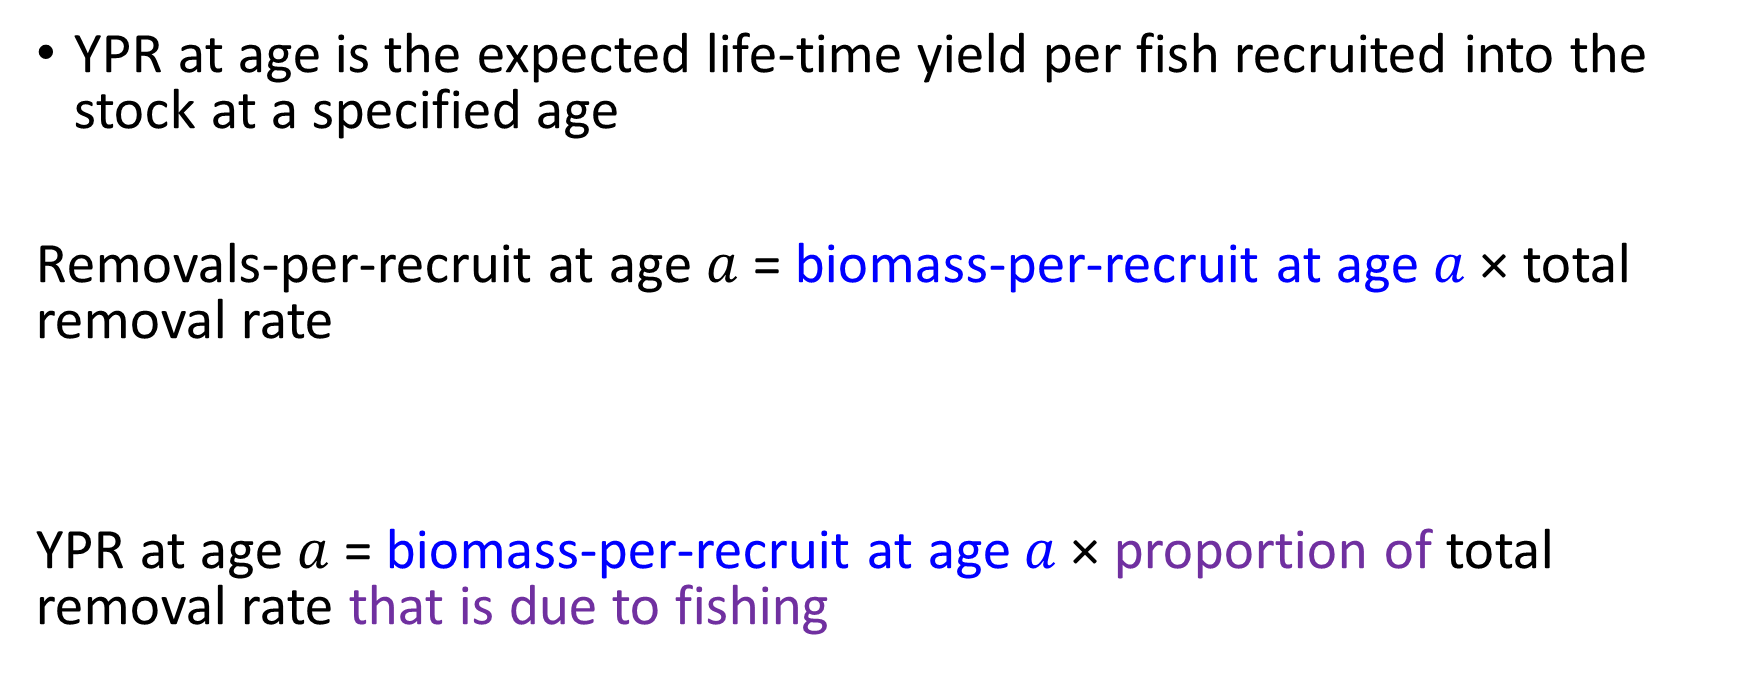 • YPR at age is the expected life-time yield per fish recruited into the
stock at a specified age
Removals-per-recruit at age a = biomass-per-recruit at age a × total
removal rate
YPR at age a = biomass-per-recruit at age a × proportion of total
removal rate that is due to fishing